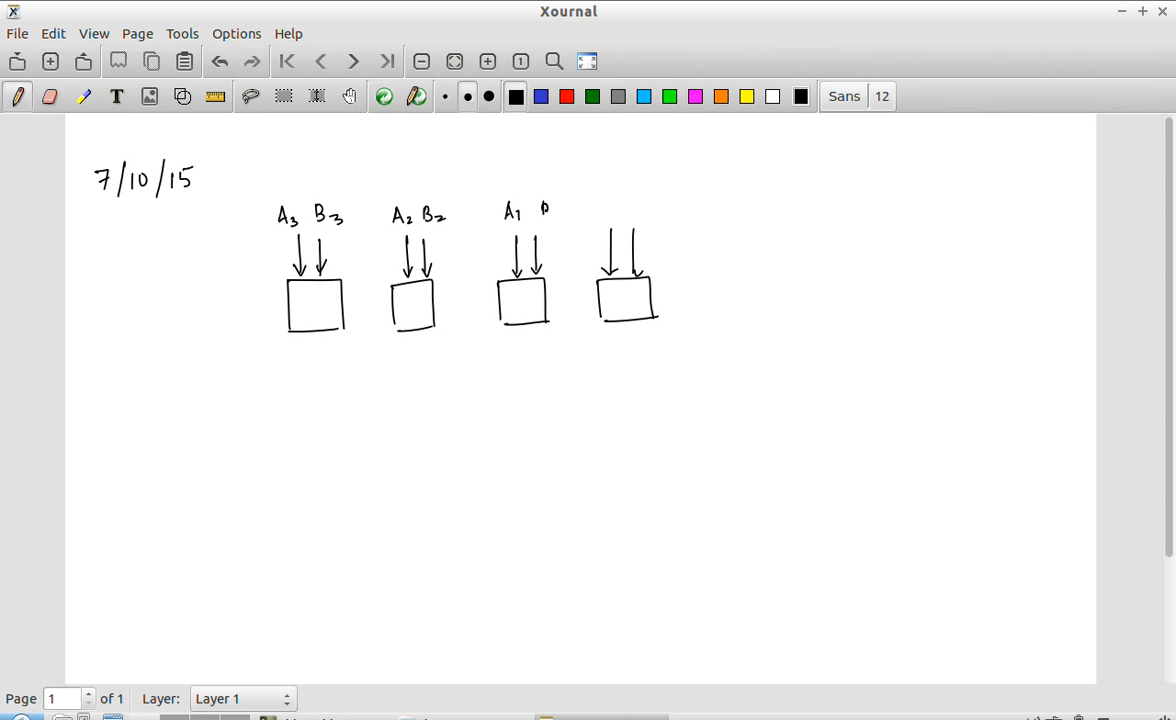 Xournal
File Edit View Page Tools Options Help
Sans 12
7/10/15
A3 B3 A2 B2 A1
Page 1 of 1 Layer: Layer 1